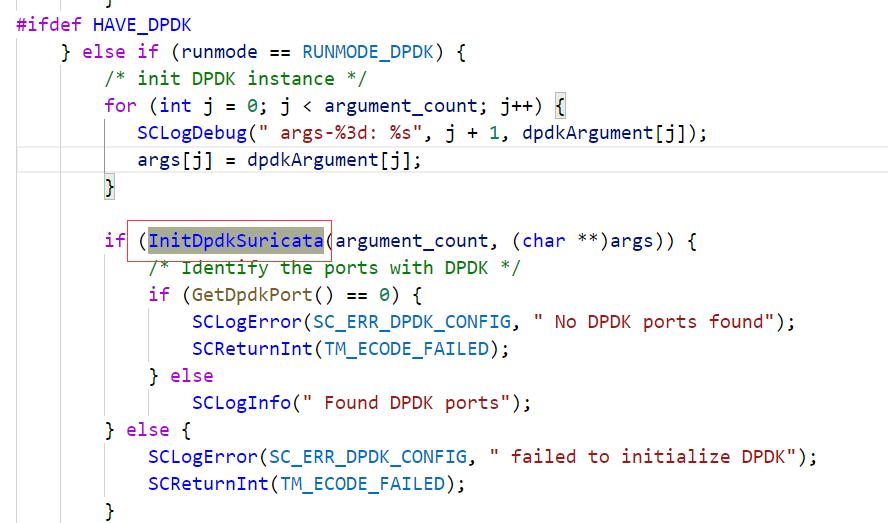 }
#ifdef HAVE_DPDK
} else if (runmode == RUNMODE_DPDK) {
/* init DPDK instance */
for (int j = 0; j < argument_count; j++) {
SCLogDebug(" args-%3d: %s", j + 1, dpdkArgument[j]);
args[j] = dpdkArgument[j];
}
if (InitDpdkSuricata(argument_count, (char **)args)) {
/* Identify the ports with DPDK */
if (GetDpdkPort() == 0) {
SCLogError(SC_ERR_DPDK_CONFIG, " No DPDK ports found");
SCReturnInt(TM_ECODE_FAILED);
} else
SCLogInfo(" Found DPDK ports");
} else {
SCLogError(SC_ERR_DPDK_CONFIG, " failed to initialize DPDK");
SCReturnInt(TM_ECODE_FAILED);
}